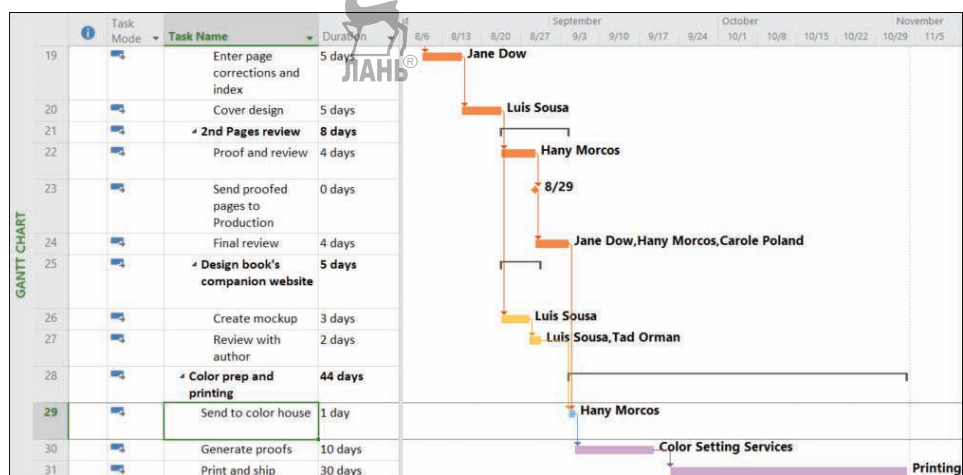 st September October November
Task Mode Task Name Duration 8/6 8/13 8/20 8/27 9/3 9/10 9/17 9/24 10/1 10/8 10/15 10/22 10/29 11/5
ЛАНЬ®
GANTT CHART
19 Enter page corrections and index 5 days Jane Dow
20 Cover design 5 days Luis Sousa
21 2nd Pages review 8 days
22 Proof and review 4 days Hany Morcos
23 Send proofed pages to Production 0 days 8/29
24 Final review 4 days Jane Dow,Hany Morcos,Carole Poland
25 Design book's companion website 5 days
26 Create mockup 3 days Luis Sousa
27 Review with author 2 days Luis Sousa,Tad Orman
28 Color prep and printing 44 days
29 Send to color house 1 day Hany Morcos
30 Generate proofs 10 days Color Setting Services
31 Print and ship 30 days Printing